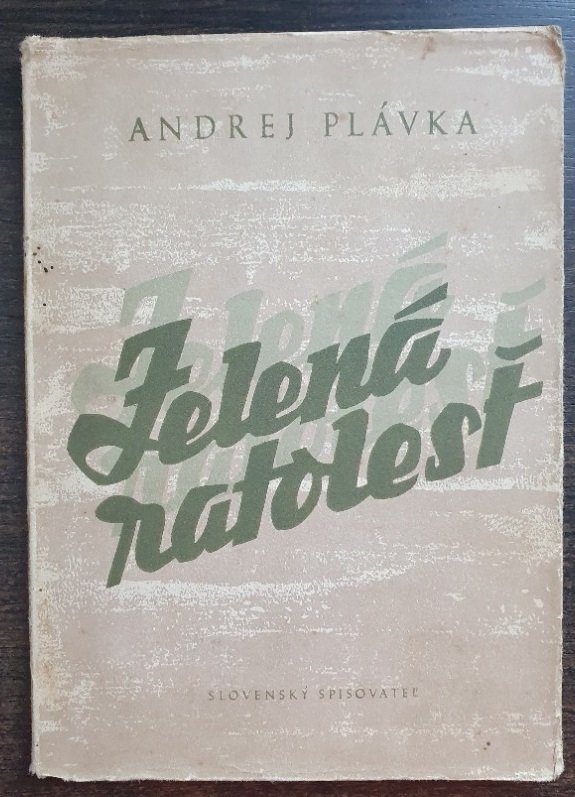 ANDREJ PLÁVKA
Zelená
ratolesť
SLOVENSKÝ SPISOVATEĽ